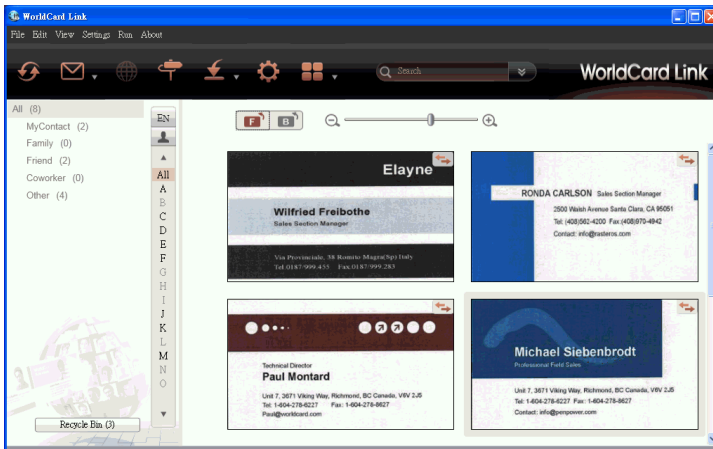 WorldCard Link
File Edit View Settings Run About
Search
WorldCard Link
All (8)
MyContact (2)
Family (0)
Friend (2)
Coworker (0)
Other (4)
Recycle Bin (3)
EN
All
A
B
C
D
E
F
G
H
I
J
K
L
M
N
O
F
B
Elayne
Wilfried Freibothe
Sales Section Manager
Via Provinciale, 38 Romito Magra(Sp) Italy
Tel.0187/999.455 Fax.0187/999.283
RONDA CARLSON Sales Section Manager
2500 Walsh Avenue Santa Clara, CA 95051
Tel: (408)562-4200 Fax:(408)970-4942
Contact: info@rasteros.com
Technical Director
Paul Montard
Unit 7, 3671 Viking Way, Richmond, BC Canada, V6V 2J5
Tel: 1-604-278-6227 Fax: 1-604-278-8627
Paul@worldcard.com
Michael Siebenbrodt
Professional Field Sales
Unit 7, 3671 Viking Way, Richmond, BC Canada, V6V 2J5
Tel: 1-604-278-6227 Fax: 1-604-278-8627
Contact: info@penpower.com